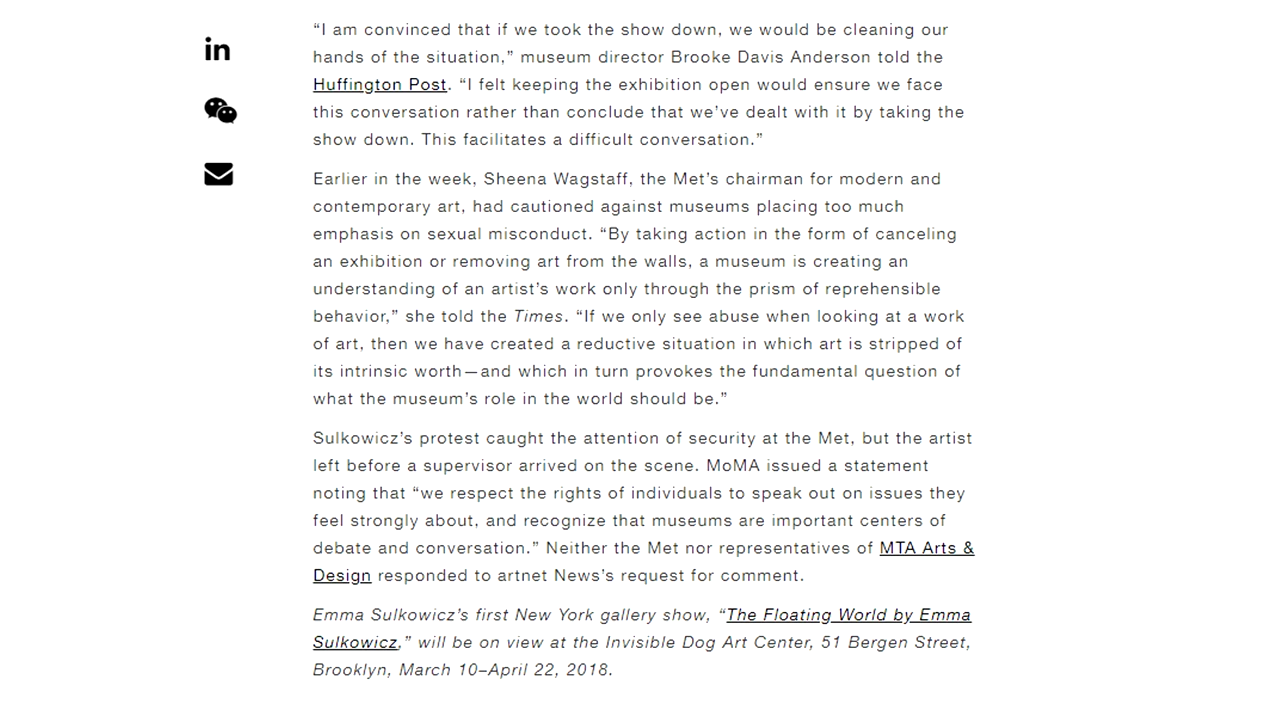 “I am convinced that if we took the show down, we would be cleaning our
hands of the situation,” museum director Brooke Davis Anderson told the
Huffington Post. “I felt keeping the exhibition open would ensure we face
this conversation rather than conclude that we’ve dealt with it by taking the
show down. This facilitates a difficult conversation.”
Earlier in the week, Sheena Wagstaff, the Met’s chairman for modern and
contemporary art, had cautioned against museums placing too much
emphasis on sexual misconduct. “By taking action in the form of canceling
an exhibition or removing art from the walls, a museum is creating an
understanding of an artist’s work only through the prism of reprehensible
behavior,” she told the Times. “If we only see abuse when looking at a work
of art, then we have created a reductive situation in which art is stripped of
its intrinsic worth—and which in turn provokes the fundamental question of
what the museum’s role in the world should be.”
Sulkowicz’s protest caught the attention of security at the Met, but the artist
left before a supervisor arrived on the scene. MoMA issued a statement
noting that “we respect the rights of individuals to speak out on issues they
feel strongly about, and recognize that museums are important centers of
debate and conversation.” Neither the Met nor representatives of MTA Arts &
Design responded to artnet News’s request for comment.
Emma Sulkowicz’s first New York gallery show, “The Floating World by Emma
Sulkowicz,” will be on view at the Invisible Dog Art Center, 51 Bergen Street,
Brooklyn, March 10–April 22, 2018.
in